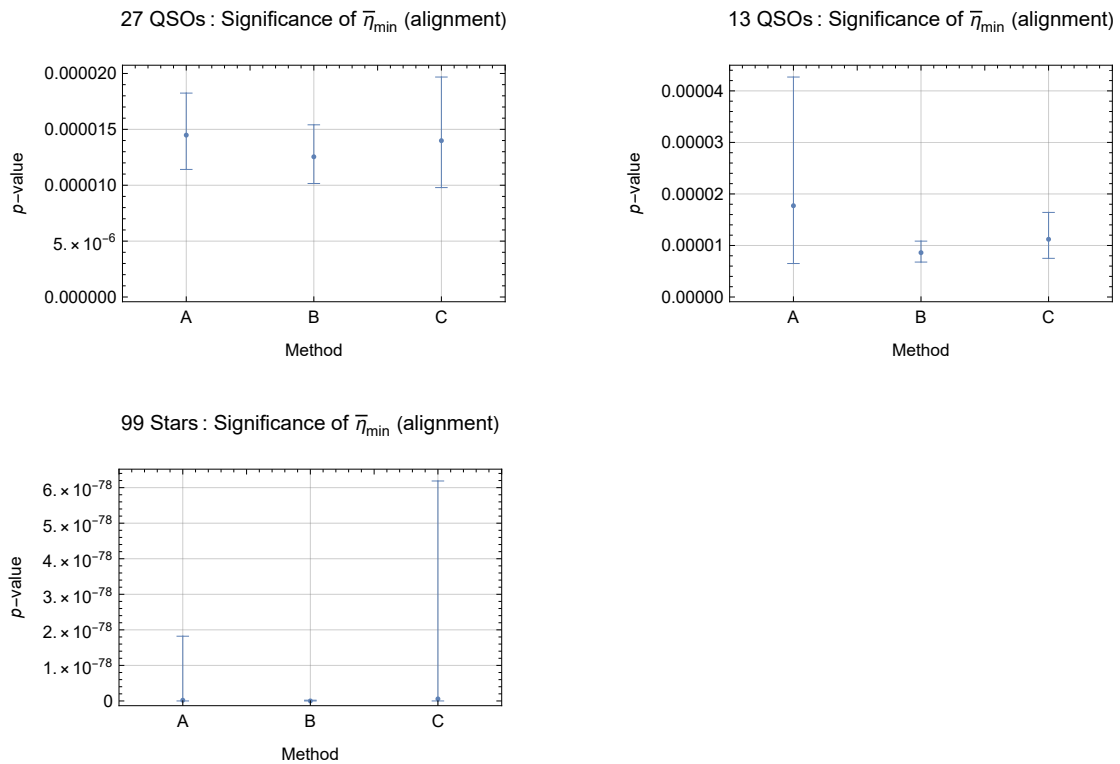 27 QSOs : Significance of η̅min (alignment)
0.000020
0.000015
0.000010
5. × 10⁻⁶
0.000000
p-value
A B C
Method
13 QSOs : Significance of η̅min (alignment)
0.00004
0.00003
0.00002
0.00001
0.00000
p-value
A B C
Method
99 Stars : Significance of η̅min (alignment)
6. × 10⁻⁷⁸
5. × 10⁻⁷⁸
4. × 10⁻⁷⁸
3. × 10⁻⁷⁸
2. × 10⁻⁷⁸
1. × 10⁻⁷⁸
0
p-value
A B C
Method